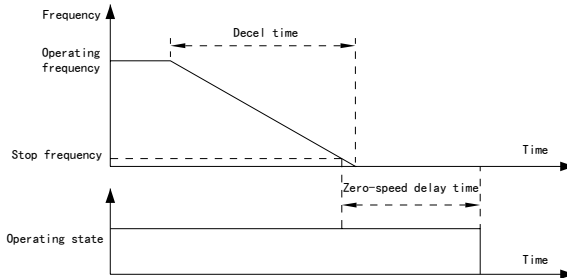 Frequency
Decel time
Operating
frequency
Stop frequency
Time
Zero-speed delay time
Operating state
Time